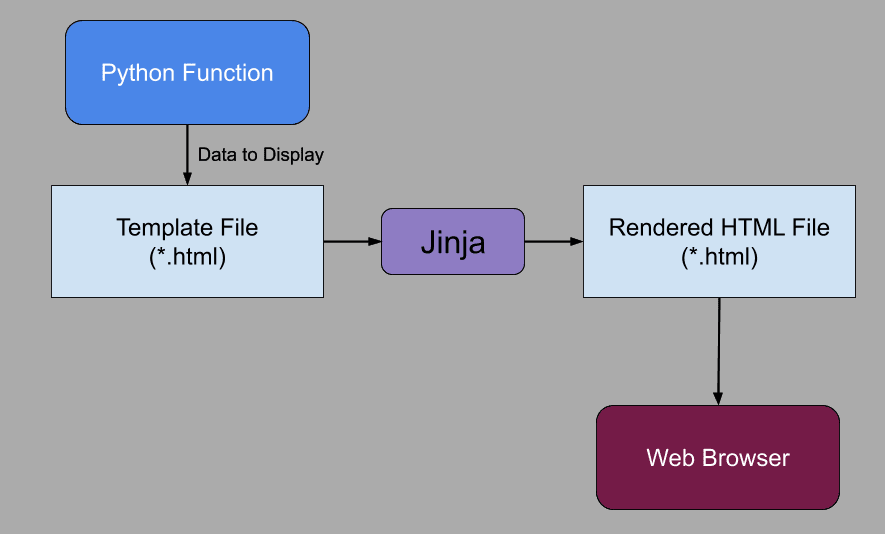 Python Function
Data to Display
Template File
(*.html)
Jinja
Rendered HTML File
(*.html)
Web Browser